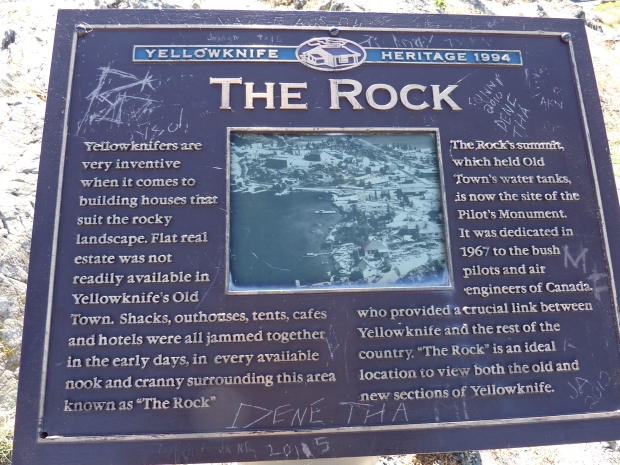 YELLOWKNIFE HERITAGE 1994
THE ROCK
Yellowknifers are
very inventive
when it comes to
building houses that
suit the rocky
landscape. Flat real
estate was not
readily available in
Yellowknife's Old
Town. Shacks, outhouses, tents, cafes
and hotels were all jammed together
in the early days, in every available
nook and cranny surrounding this area
known as "The Rock"
The Rock's summit,
which held Old
Town's water tanks,
is now the site of the
Pilot's Monument.
It was dedicated in
1967 to the bush
pilots and air
engineers of Canada.
who provided a crucial link between
Yellowknife and the rest of the
country. "The Rock" is an ideal
location to view both the old and
new sections of Yellowknife.
DENE
THA
DENE THA